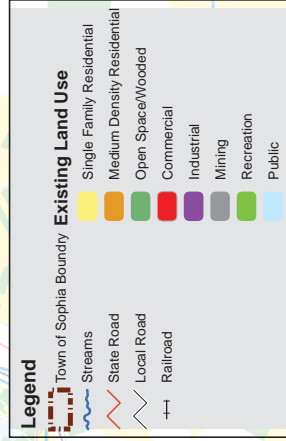 Legend
Town of Sophia Boundry
Streams
State Road
Local Road
Railroad
Existing Land Use
Single Family Residential
Medium Density Residential
Open Space/Wooded
Commercial
Industrial
Mining
Recreation
Public